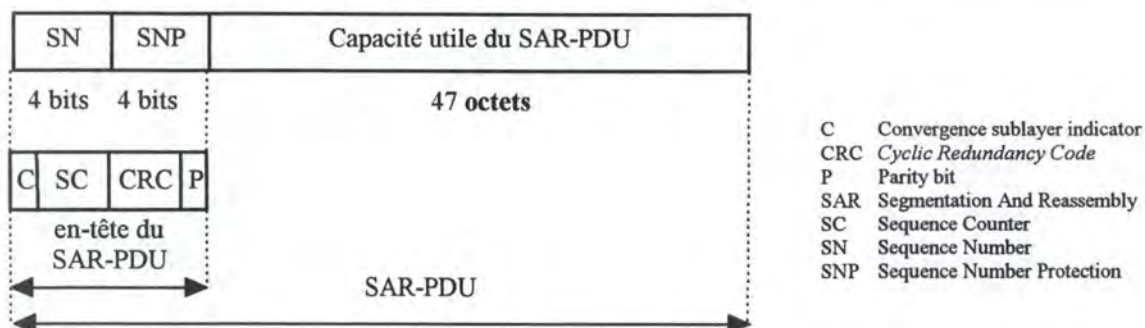 SN SNP Capacité utile du SAR-PDU
4 bits 4 bits 47 octets
C SC CRC P
en-tête du
SAR-PDU
SAR-PDU
C Convergence sublayer indicator
CRC Cyclic Redundancy Code
P Parity bit
SAR Segmentation And Reassembly
SC Sequence Counter
SN Sequence Number
SNP Sequence Number Protection